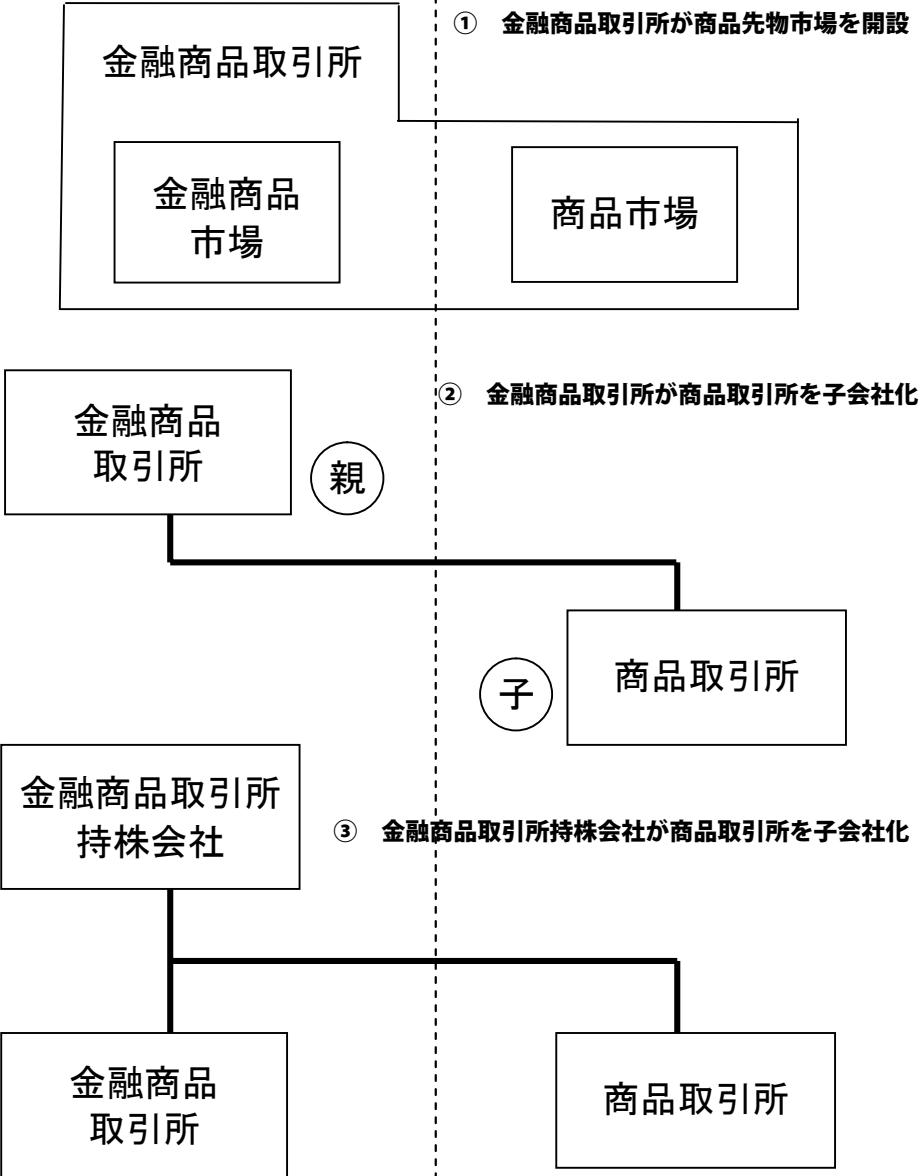 ① 金融商品取引所が商品先物市場を開設
金融商品取引所
金融商品
市場
商品市場
② 金融商品取引所が商品取引所を子会社化
金融商品
取引所
親
子
商品取引所
金融商品取引所
持株会社
③ 金融商品取引所持株会社が商品取引所を子会社化
金融商品
取引所
商品取引所